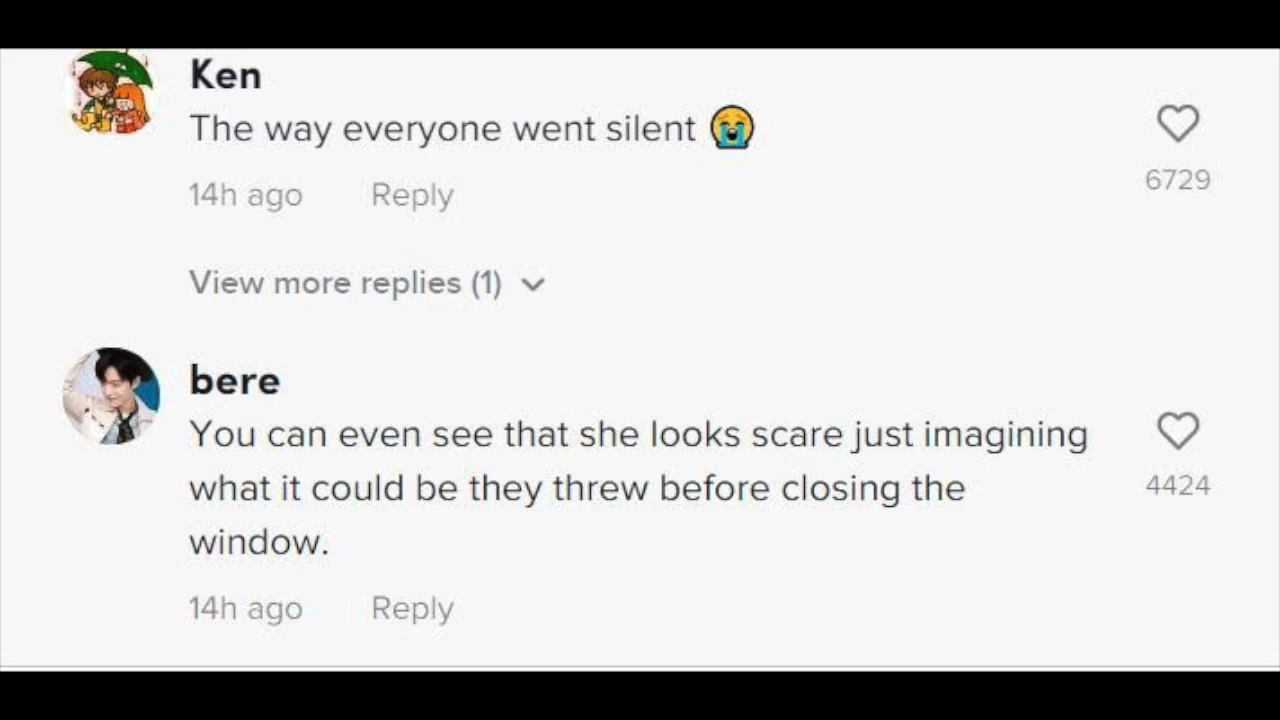 Ken
The way everyone went silent 😭
6729
14h ago Reply
View more replies (1)
bere
You can even see that she looks scare just imagining
what it could be they threw before closing the
window.
4424
14h ago Reply